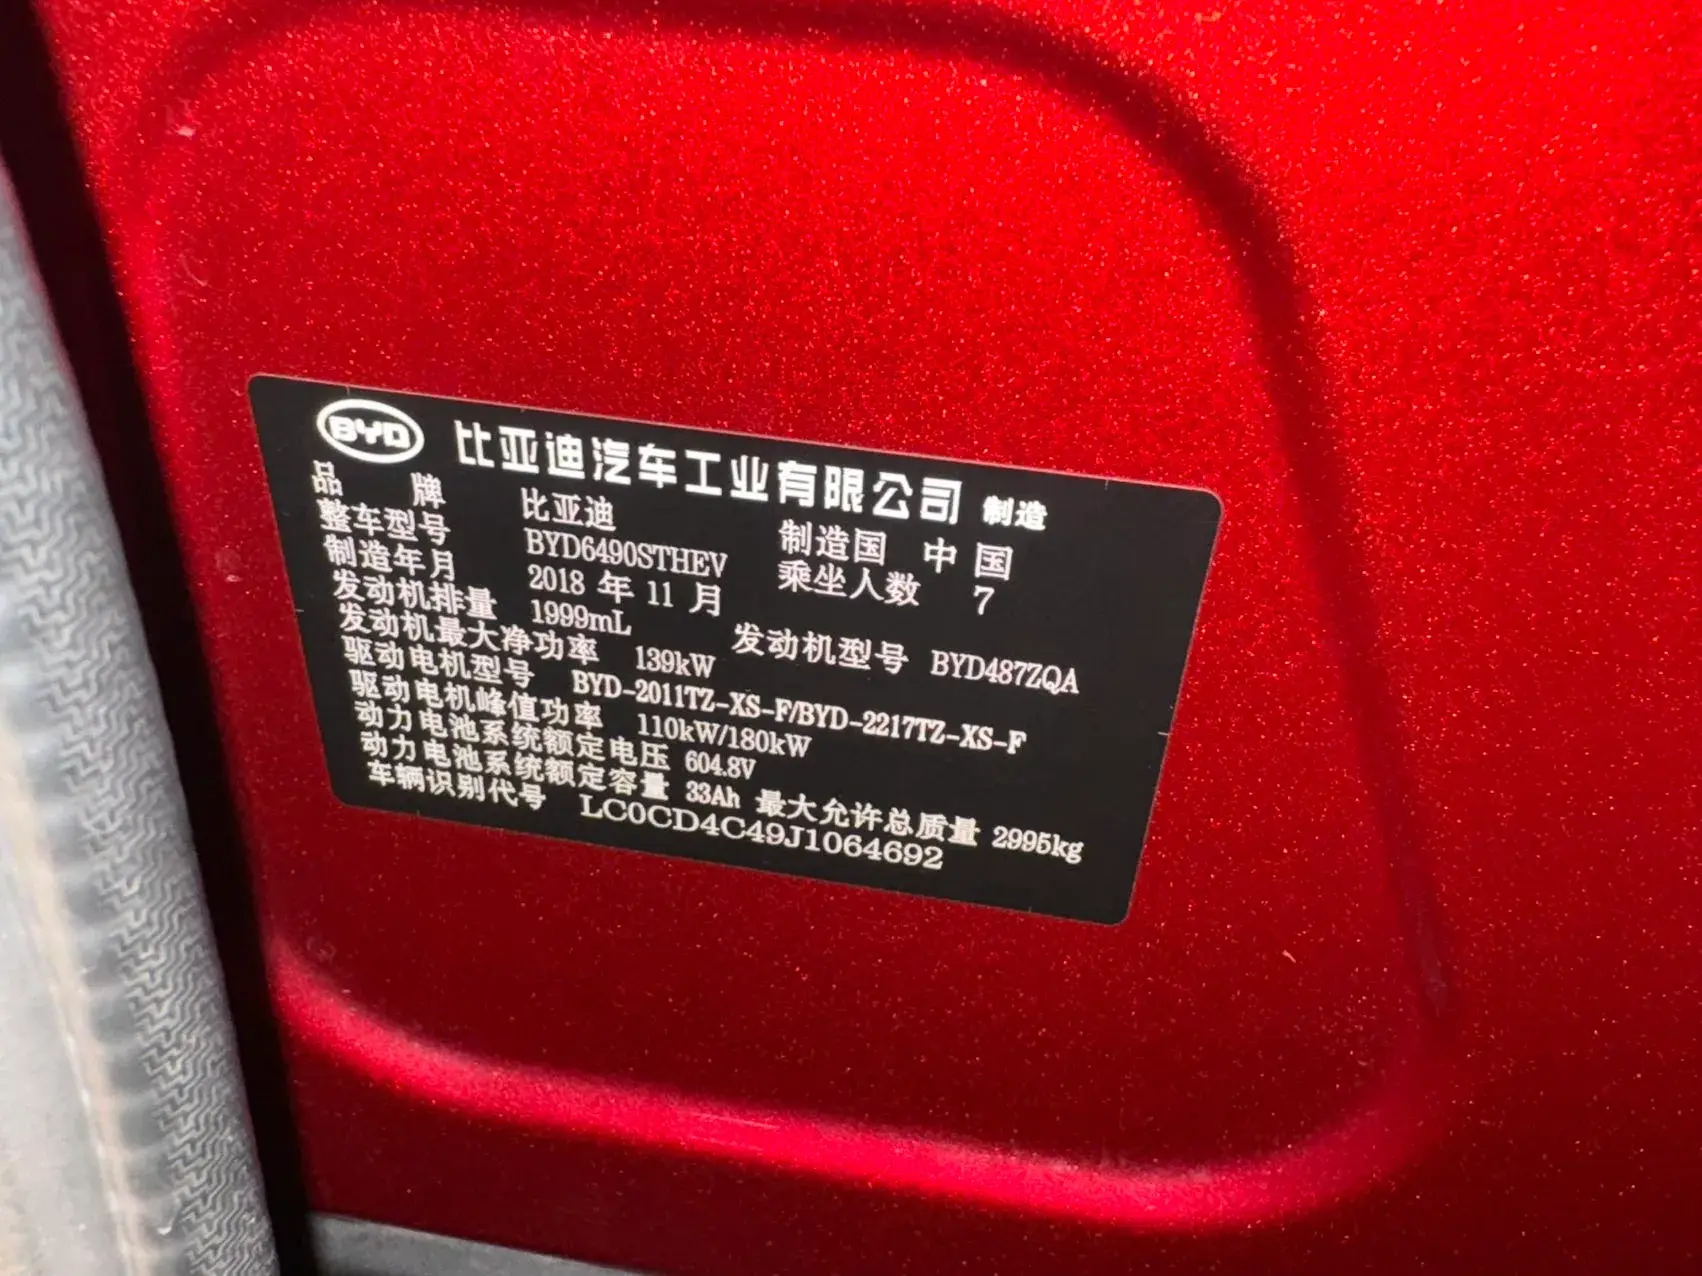 BYD 比亚迪汽车工业有限公司 制造
品 牌 比亚迪 制造国 中国
整车型号 BYD6490STHEV 乘坐人数 7
制造年月 2018 年 11 月
发动机排量 1999mL 发动机型号 BYD487ZQA
发动机最大净功率 139kW
驱动电机型号 BYD-2011TZ-XS-F/BYD-2217TZ-XS-F
驱动电机峰值功率 110kW/180kW
动力电池系统额定电压 604.8V
动力电池系统额定容量 33Ah 最大允许总质量 2995kg
车辆识别代号 LC0CD4C49J1064692